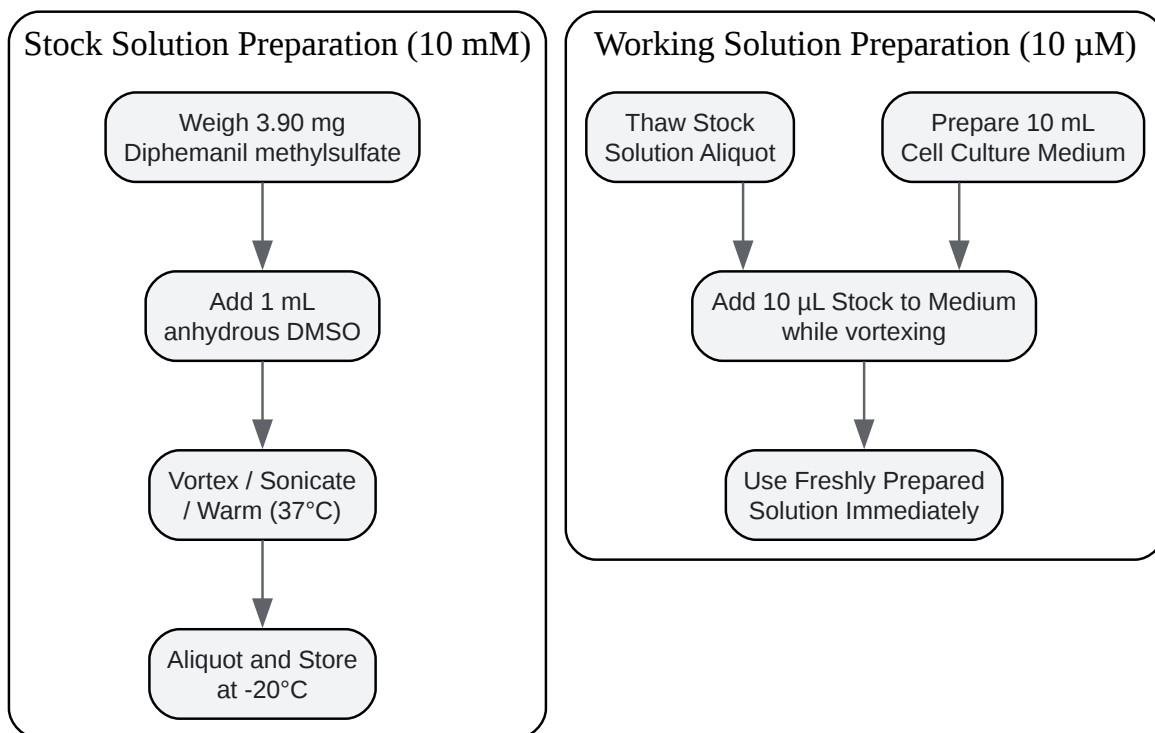 Stock Solution Preparation (10 mM)
Weigh 3.90 mg
Diphemanil methylsulfate
Add 1 mL
anhydrous DMSO
Vortex / Sonicate
/ Warm (37°C)
Aliquot and Store
at -20°C
Working Solution Preparation (10 µM)
Thaw Stock
Solution Aliquot
Prepare 10 mL
Cell Culture Medium
Add 10 µL Stock to Medium
while vortexing
Use Freshly Prepared
Solution Immediately